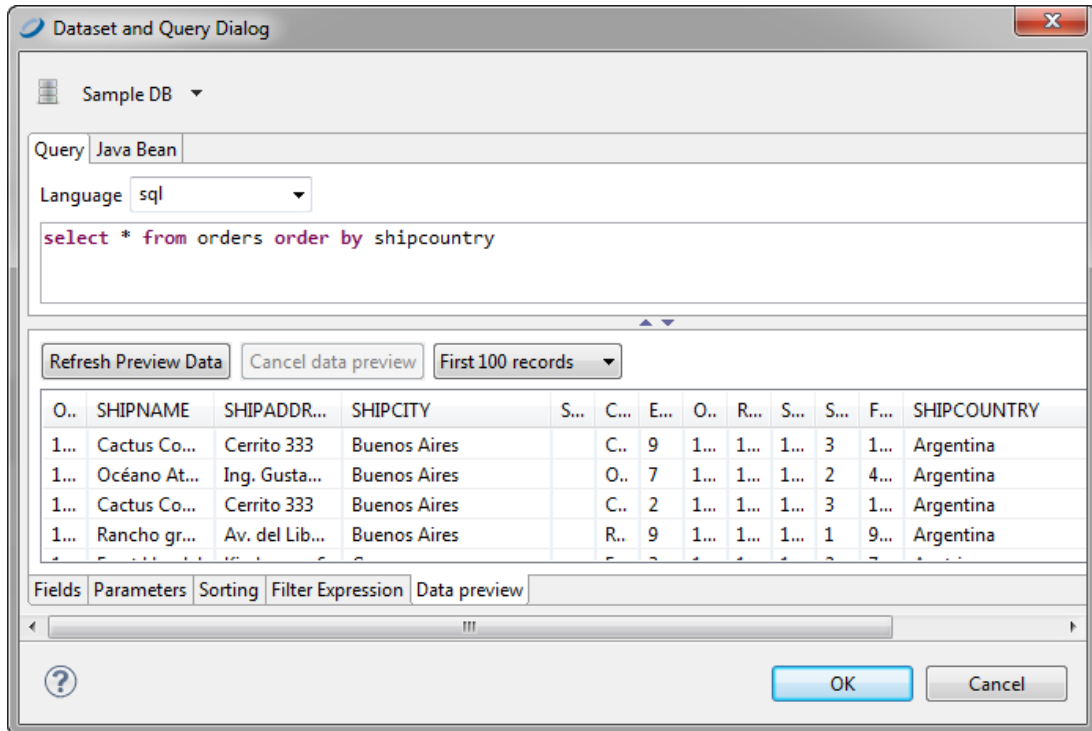 Dataset and Query Dialog
Sample DB
Query Java Bean
Language sql
select * from orders order by shipcountry
Refresh Preview Data Cancel data preview First 100 records
O.. SHIPNAME SHIPADDR... SHIPCITY S... C... E... O.. R... S... S... F... SHIPCOUNTRY
1... Cactus Co... Cerrito 333 Buenos Aires C.. 9 1... 1... 1... 3 1... Argentina
1... Océano At... Ing. Gusta... Buenos Aires O.. 7 1... 1... 1... 2 4... Argentina
1... Cactus Co... Cerrito 333 Buenos Aires C.. 2 1... 1... 1... 3 1... Argentina
1... Rancho gr... Av. del Lib... Buenos Aires R.. 9 1... 1... 1... 1 9... Argentina
Fields Parameters Sorting Filter Expression Data preview
? OK Cancel